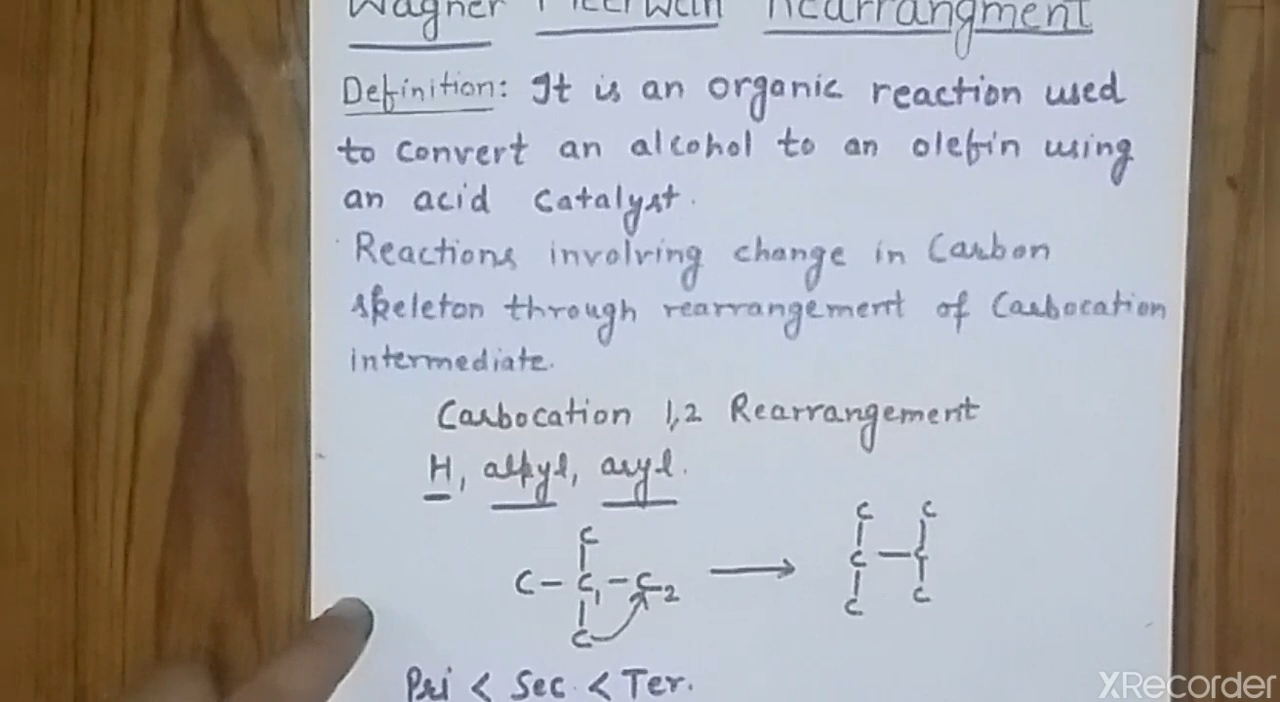 Wagner Meerwein Rearrangment
Definition: It is an organic reaction used
to convert an alcohol to an olefin using
an acid catalyst.
Reactions involving change in Carbon
skeleton through rearrangement of Carbocation
intermediate.
Carbocation 1,2 Rearrangement
H, alkyl, aryl.
C C C
C - C1 - C2 → C - C
C C C
Pri < Sec. < Ter.
XRecorder